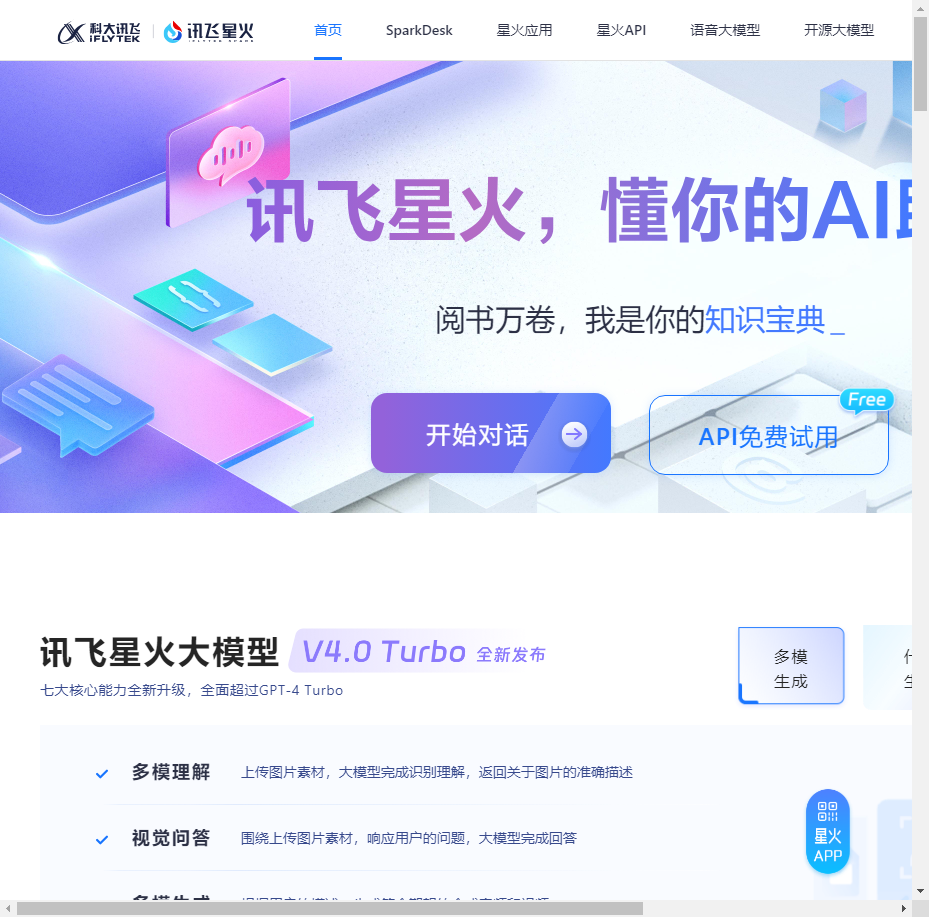 科大讯飞
iFLYTEK
讯飞星火
首页
SparkDesk
星火应用
星火API
语音大模型
开源大模型
讯飞星火，懂你的AI
阅书万卷，我是你的知识宝典_
开始对话
Free
API免费试用
讯飞星火大模型 V4.0 Turbo 全新发布
七大核心能力全新升级，全面超过GPT-4 Turbo
多模
生成
多模理解 上传图片素材，大模型完成识别理解，返回关于图片的准确描述
视觉问答 围绕上传图片素材，响应用户的问题，大模型完成回答
星火
APP